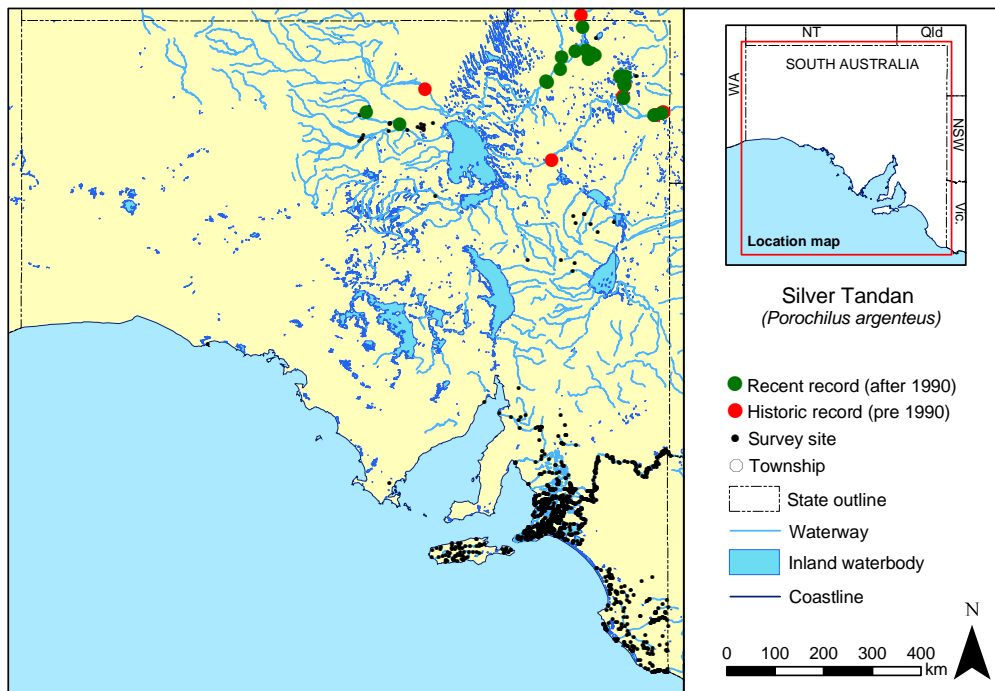 NT Qld
SOUTH AUSTRALIA
WA
NSW
Vic.
Location map
Silver Tandan
(Porochilus argenteus)
Recent record (after 1990)
Historic record (pre 1990)
Survey site
Township
State outline
Waterway
Inland waterbody
Coastline
N
0 100 200 300 400
km